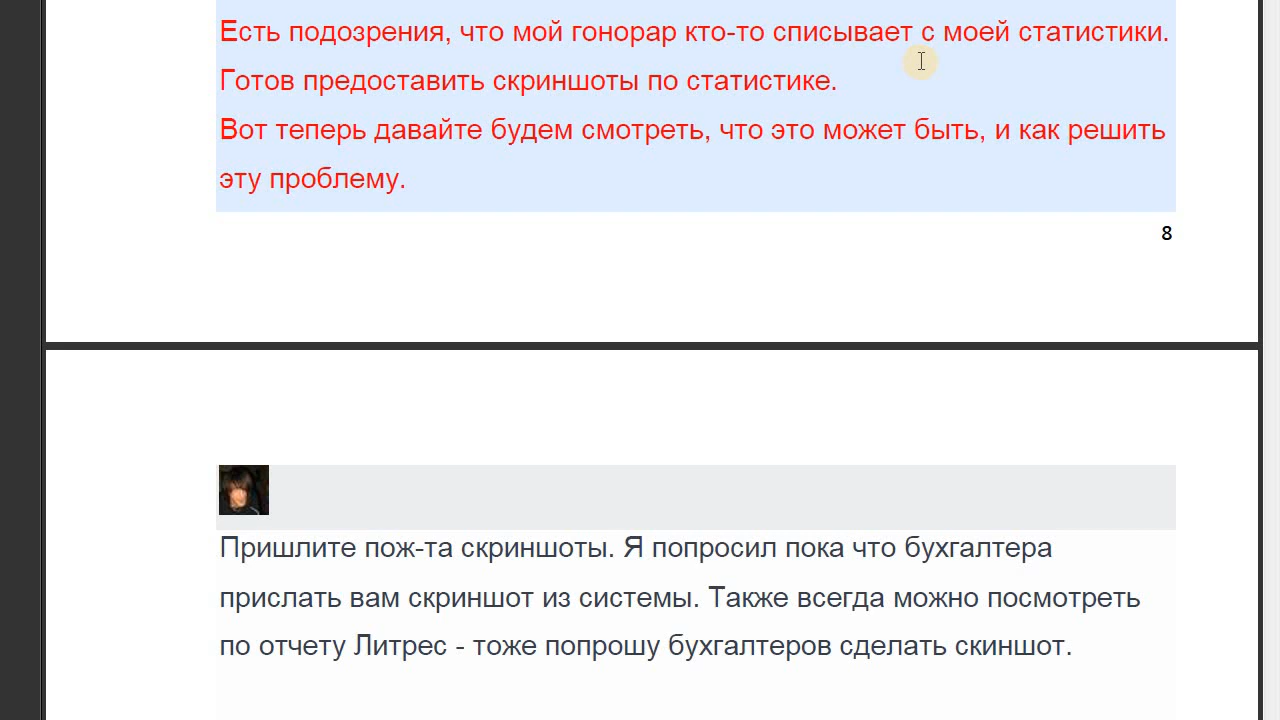 Есть подозрения, что мой гонорар кто-то списывает с моей статистики.
Готов предоставить скриншоты по статистике.
Вот теперь давайте будем смотреть, что это может быть, и как решить
эту проблему.
8
Пришлите пож-та скриншоты. Я попросил пока что бухгалтера
прислать вам скриншот из системы. Также всегда можно посмотреть
по отчету Литрес - тоже попрошу бухгалтеров сделать скиншот.